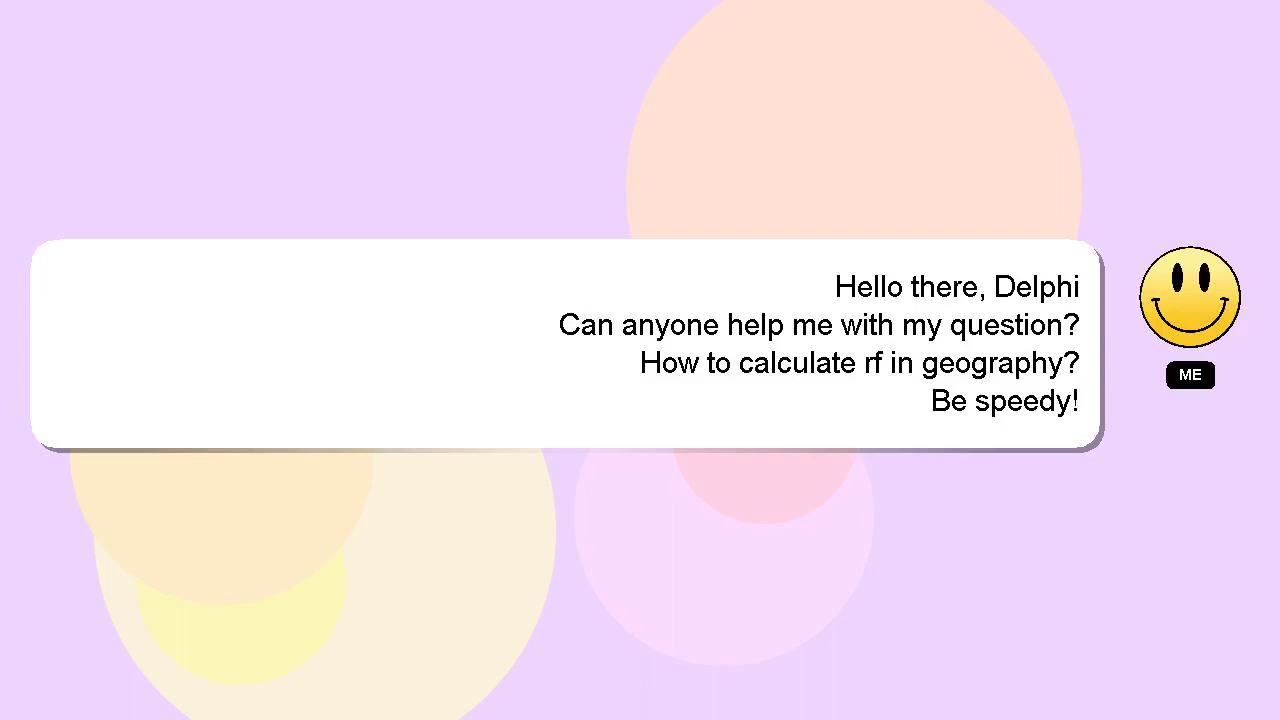 Hello there, Delphi
Can anyone help me with my question?
How to calculate rf in geography?
Be speedy!
ME